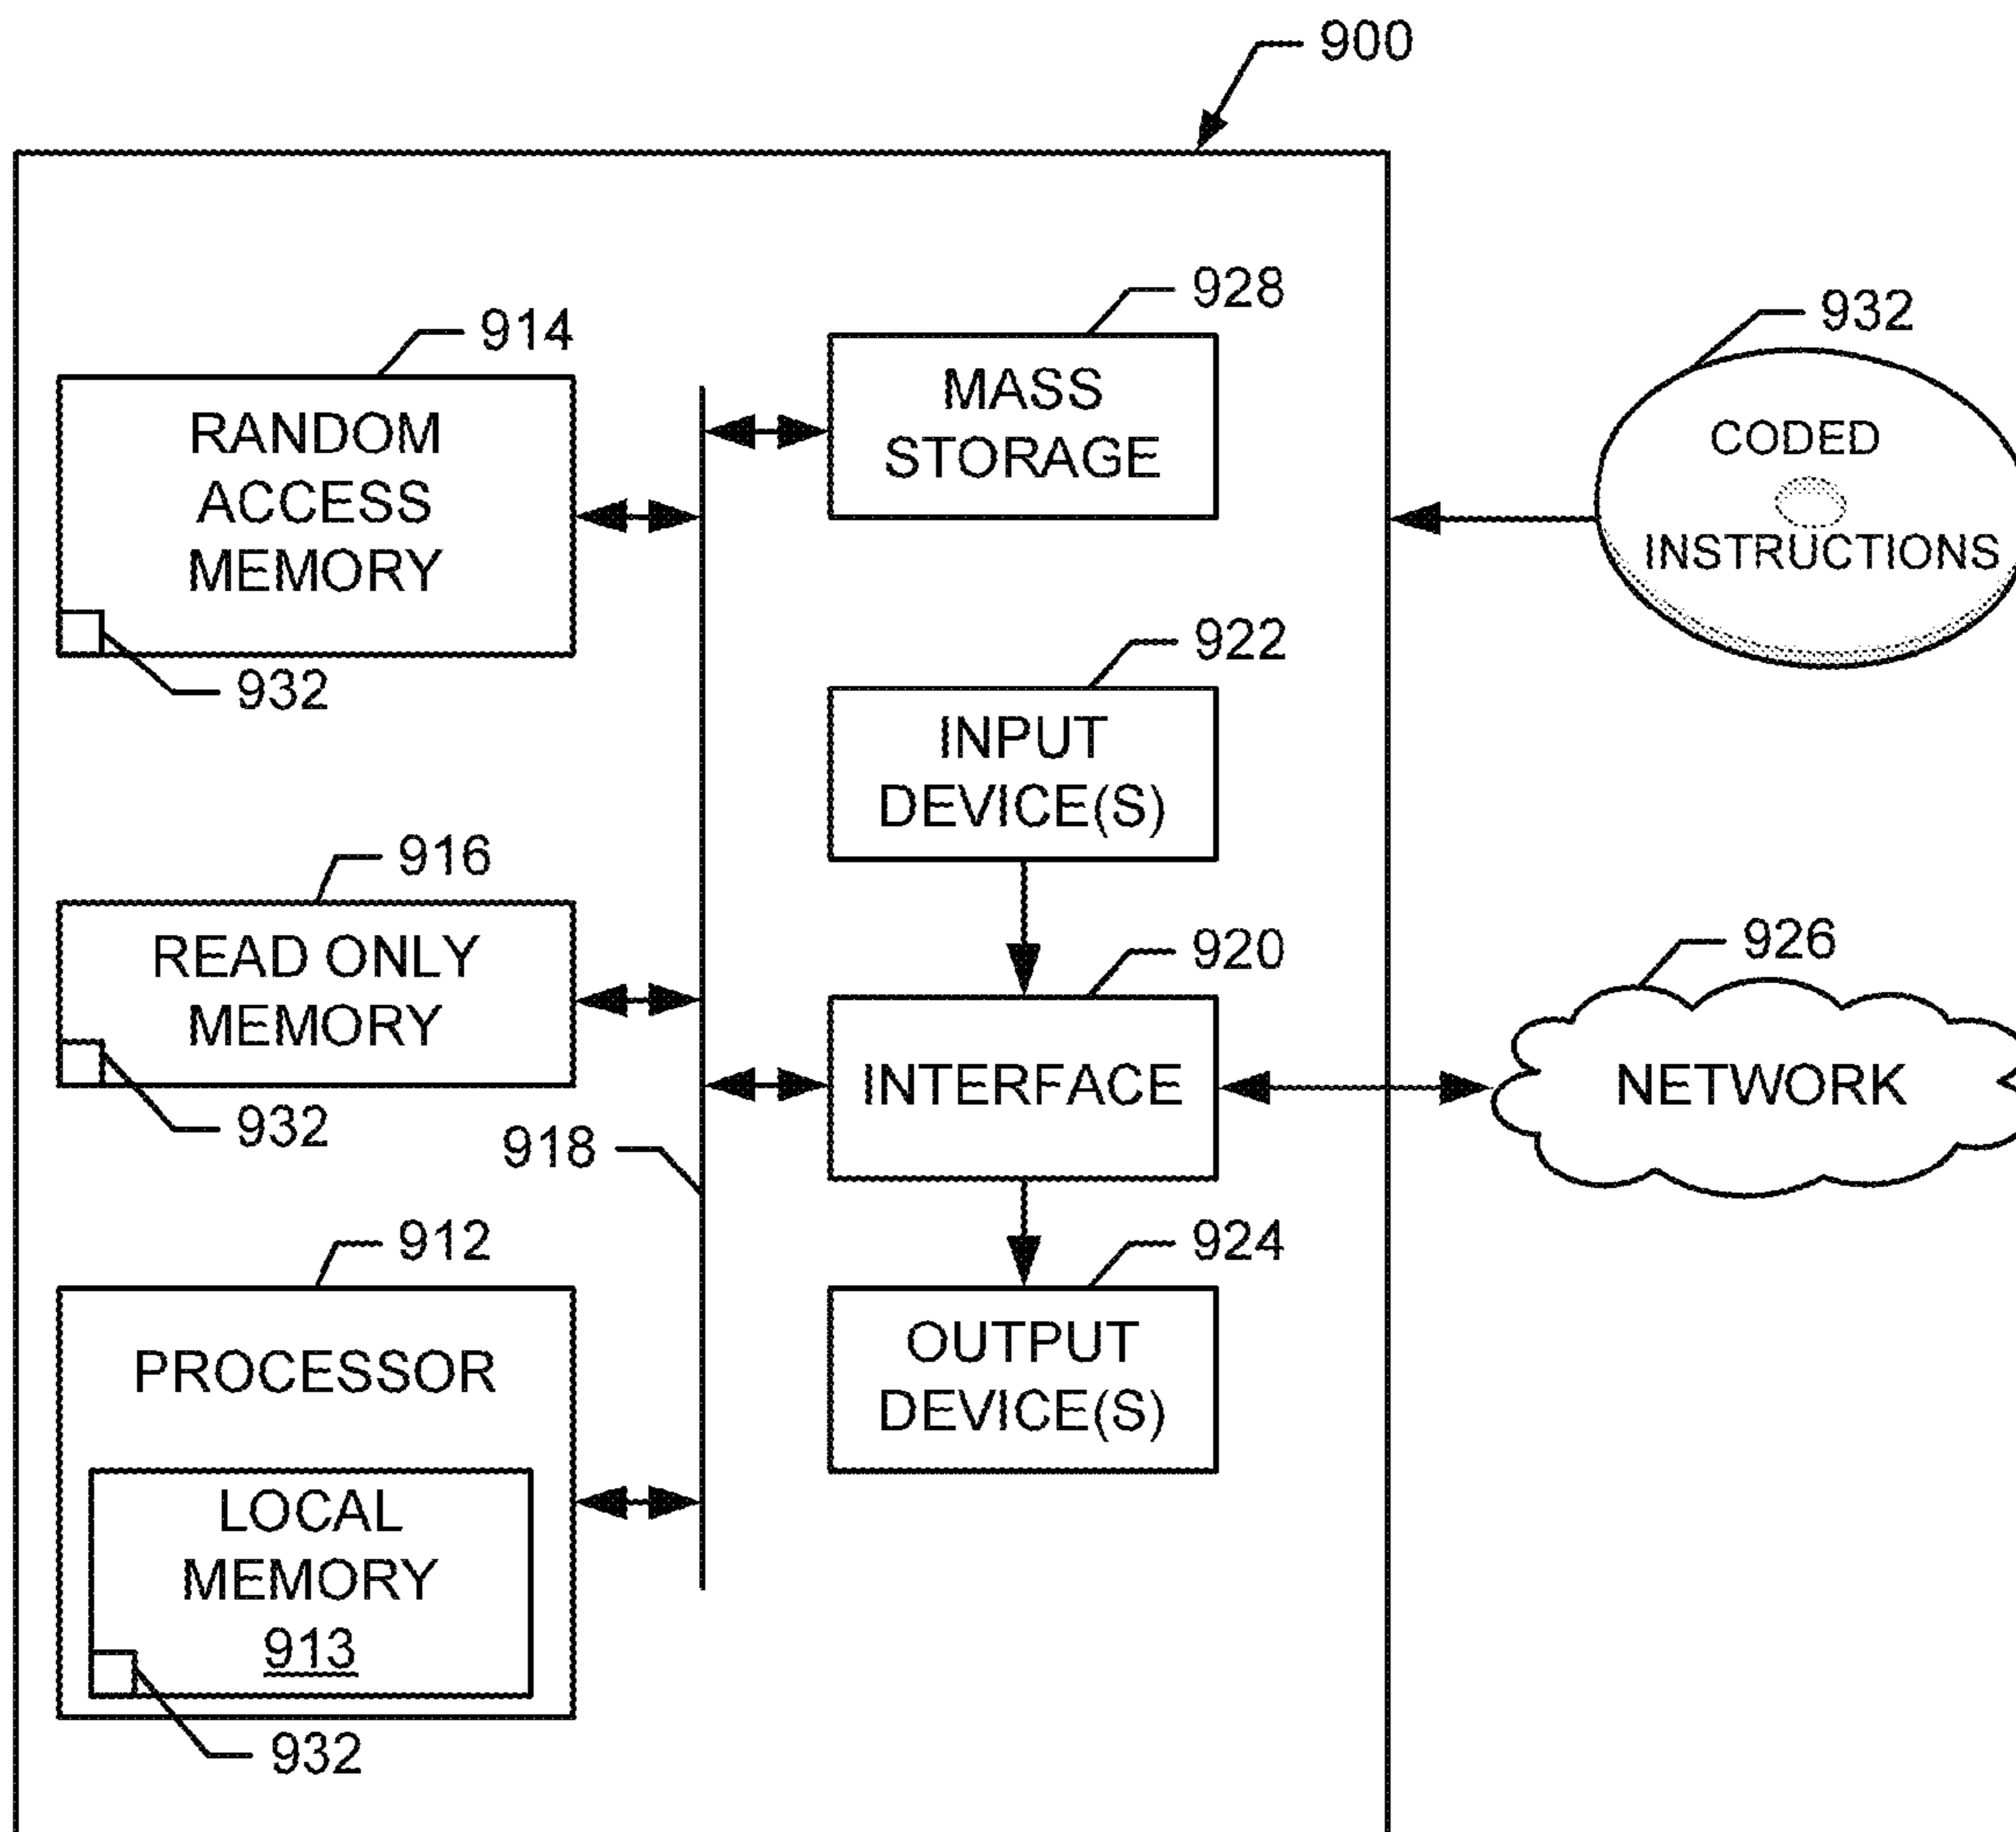 900
928
MASS
STORAGE
914
RANDOM
ACCESS
MEMORY
932
932
CODED
INSTRUCTIONS
922
INPUT
DEVICE(S)
916
READ ONLY
MEMORY
932
918
920
INTERFACE
926
NETWORK
912
PROCESSOR
LOCAL
MEMORY
913
932
924
OUTPUT
DEVICE(S)